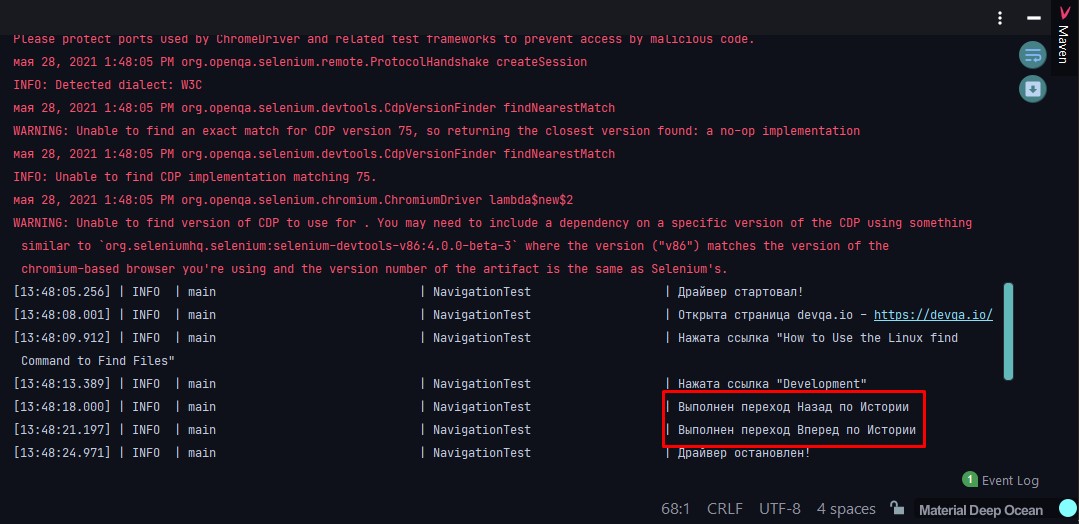 Maven
Please protect ports used by ChromeDriver and related test frameworks to prevent access by malicious code.
мая 28, 2021 1:48:05 PM org.openqa.selenium.remote.ProtocolHandshake createSession
INFO: Detected dialect: W3C
мая 28, 2021 1:48:05 PM org.openqa.selenium.devtools.CdpVersionFinder findNearestMatch
WARNING: Unable to find an exact match for CDP version 75, so returning the closest version found: a no-op implementation
мая 28, 2021 1:48:05 PM org.openqa.selenium.devtools.CdpVersionFinder findNearestMatch
INFO: Unable to find CDP implementation matching 75.
мая 28, 2021 1:48:05 PM org.openqa.selenium.chromium.ChromiumDriver lambda$new$2
WARNING: Unable to find version of CDP to use for . You may need to include a dependency on a specific version of the CDP using something
similar to `org.seleniumhq.selenium:selenium-devtools-v86:4.0.0-beta-3` where the version ("v86") matches the version of the
chromium-based browser you're using and the version number of the artifact is the same as Selenium's.
[13:48:05.256] | INFO | main | NavigationTest | Драйвер стартовал!
[13:48:08.001] | INFO | main | NavigationTest | Открыта страница devqa.io - https://devqa.io/
[13:48:09.912] | INFO | main | NavigationTest | Нажата ссылка "How to Use the Linux find
Command to Find Files"
[13:48:13.389] | INFO | main | NavigationTest | Нажата ссылка "Development"
[13:48:18.000] | INFO | main | NavigationTest | Выполнен переход Назад по Истории
[13:48:21.197] | INFO | main | NavigationTest | Выполнен переход Вперед по Истории
[13:48:24.971] | INFO | main | NavigationTest | Драйвер остановлен!
1 Event Log
68:1 CRLF UTF-8 4 spaces Material Deep Ocean